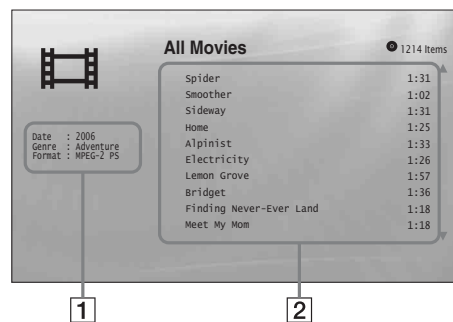 All Movies
1214 Items
Spider 1:31
Smoother 1:02
Sideway 1:31
Home 1:25
Alpinist 1:33
Electricity 1:26
Lemon Grove 1:57
Bridget 1:36
Finding Never-Ever Land 1:18
Meet My Mom 1:18
Date : 2006
Genre : Adventure
Format : MPEG-2 PS
1
2